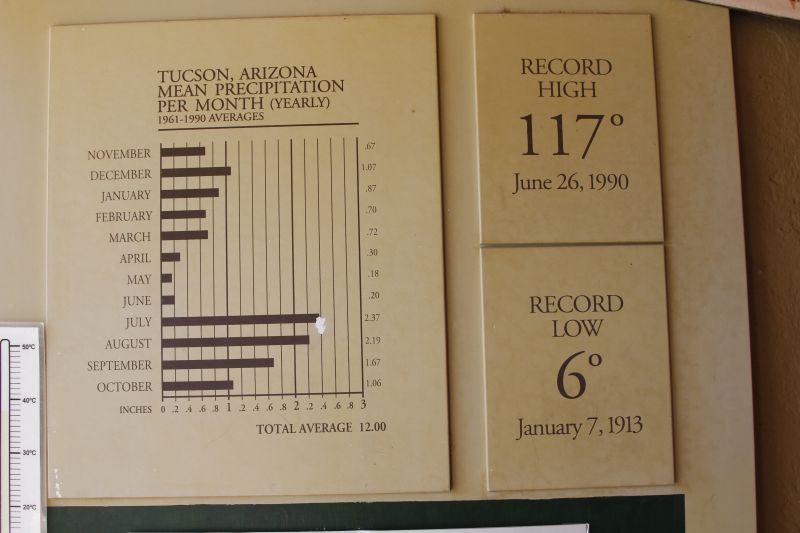 TUCSON, ARIZONA
MEAN PRECIPITATION
PER MONTH (YEARLY)
1961-1990 AVERAGES
NOVEMBER .67
DECEMBER 1.07
JANUARY .87
FEBRUARY .70
MARCH .72
APRIL .30
MAY .18
JUNE .20
JULY 2.37
AUGUST 2.19
SEPTEMBER 1.67
OCTOBER 1.06
INCHES 0 .2 .4 .6 .8 1 .2 .4 .6 .8 2 .2 .4 .6 .8 3
TOTAL AVERAGE 12.00
RECORD
HIGH
117°
June 26, 1990
RECORD
LOW
6°
January 7, 1913
50°C
40°C
30°C
20°C